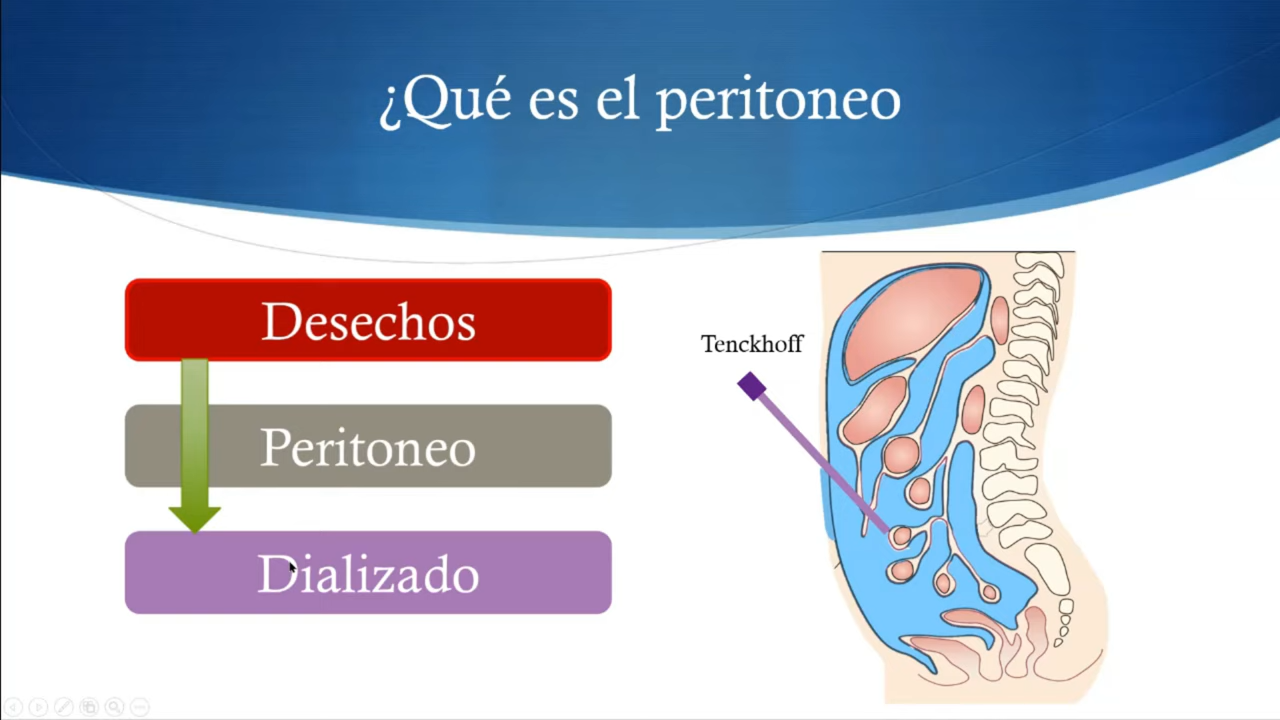 ¿Qué es el peritoneo
Desechos
Peritoneo
Dializado
Tenckhoff